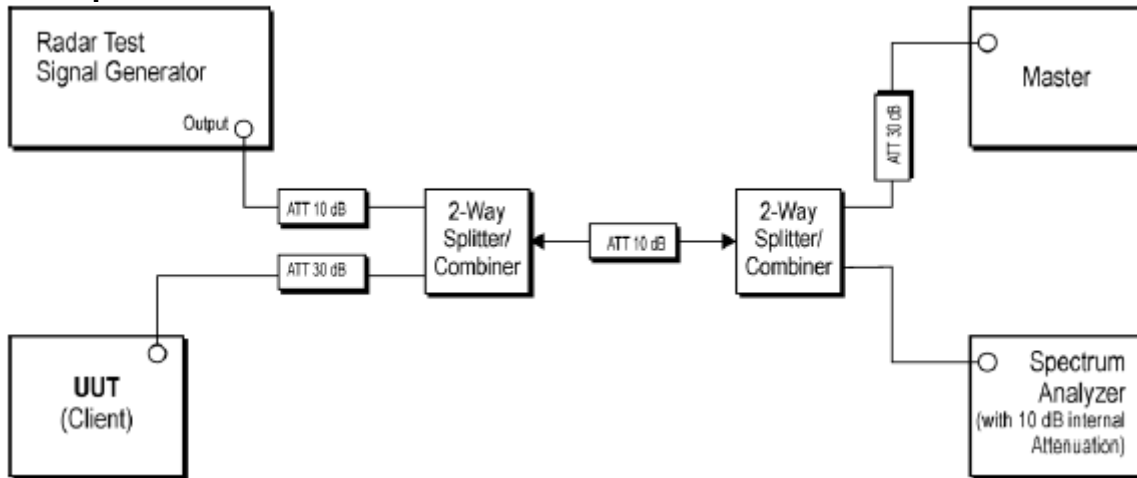 Radar Test
Signal Generator
Output
ATT 10 dB
ATT 30 dB
UUT
(Client)
2-Way
Splitter/
Combiner
ATT 10 dB
2-Way
Splitter/
Combiner
ATT 30 dB
Master
Spectrum
Analyzer
(with 10 dB internal
Attenuation)